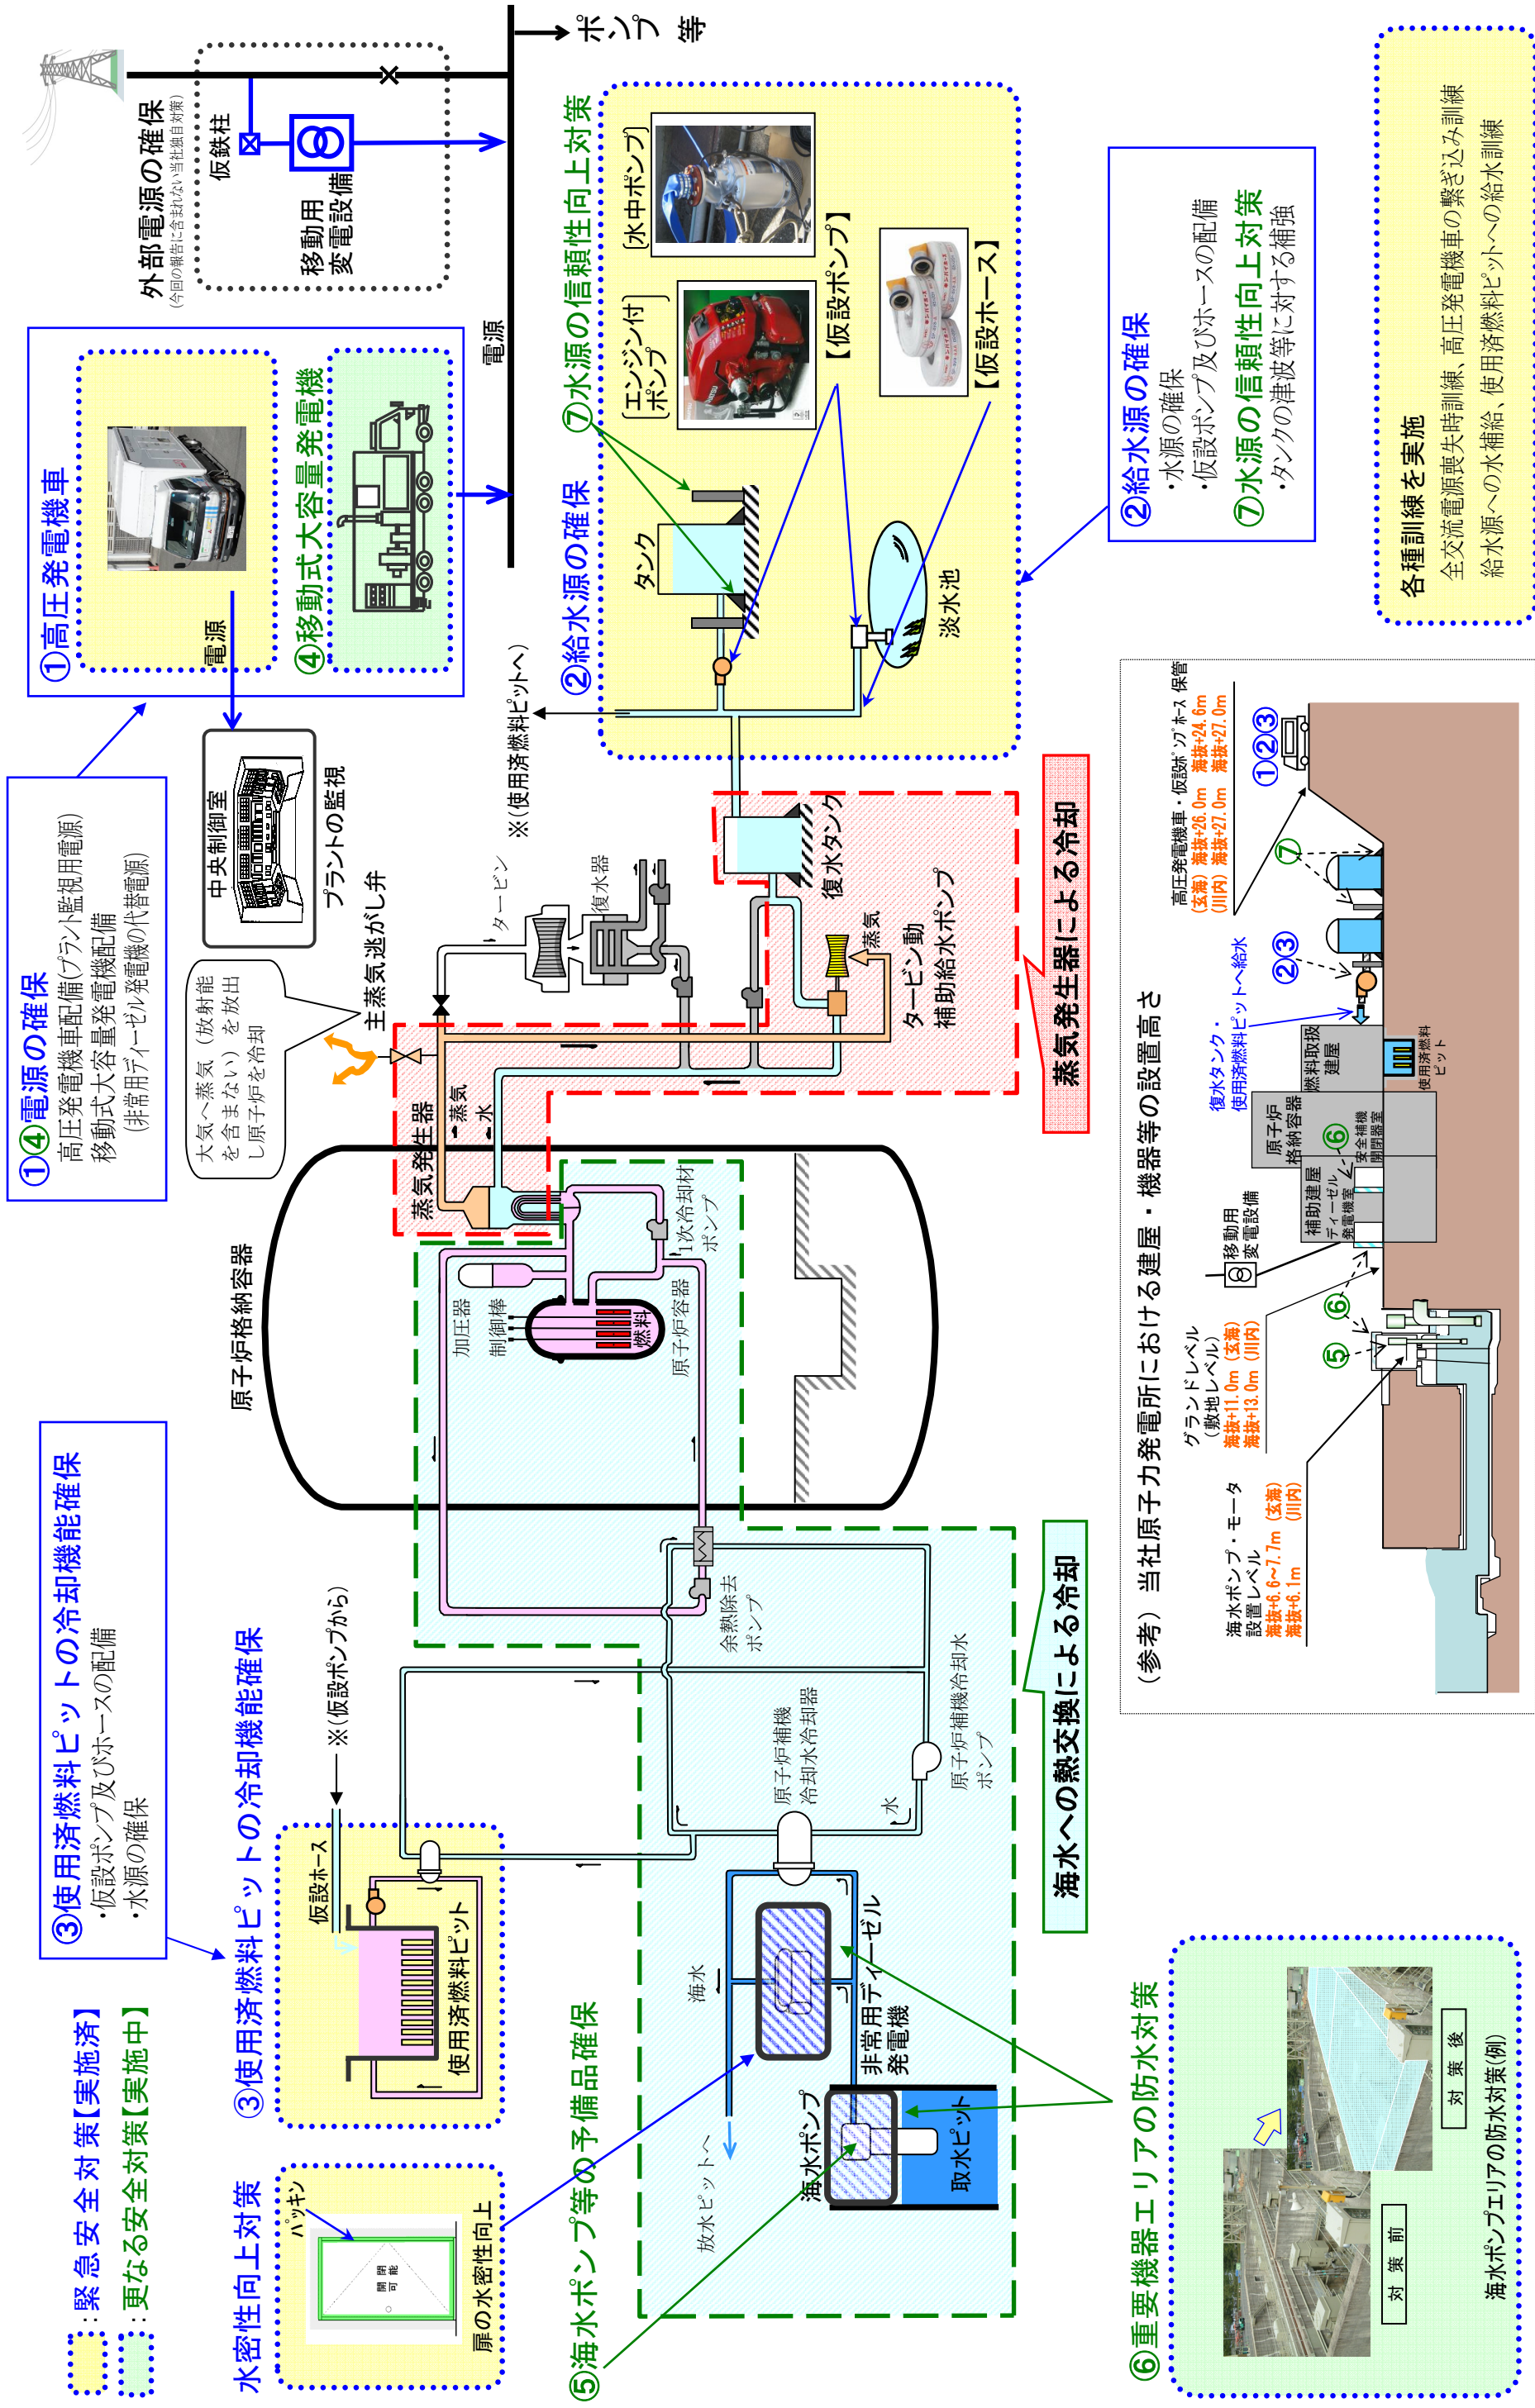 ：緊 急 安 全 対 策【実施済】
：更なる安全対策【実施中】
③使用済燃料ピットの冷却機能確保
・仮設ポンプ及びホースの配備
・水源の確保
①④電源の確保
高圧発電機車配備(プラント監視用電源)
移動式大容量発電機配備
(非常用ディーゼル発電機の代替電源)
①高圧発電機車
電源
④移動式大容量発電機
外部電源の確保
(今回の報告に含まれない当社独自対策)
仮鉄柱
移動用
変電設備
電源
ポンプ 等
水密性向上対策
パッキン
開 閉
可 能
扉の水密性向上
③使用済燃料ピットの冷却機能確保
仮設ホース
※(仮設ポンプから)
使用済燃料ピット
原子炉格納容器
大気へ蒸気（放射能
を含まない）を放出
し原子炉を冷却
主蒸気逃がし弁
中央制御室
プラントの監視
蒸気発生器
蒸気
水
加圧器
制御棒
燃料
原子炉容器
1次冷却材
ポンプ
タービン
復水器
※(使用済燃料ピットへ)
復水タンク
蒸気
タービン動
補助給水ポンプ
蒸気発生器による冷却
②給水源の確保
⑦水源の信頼性向上対策
タンク
淡水池
エンジン付
ポンプ
水中ポンプ
【仮設ポンプ】
【仮設ホース】
②給水源の確保
・水源の確保
・仮設ポンプ及びホースの配備
⑦水源の信頼性向上対策
・タンクの津波等に対する補強
⑤海水ポンプ等の予備品確保
放水ピットへ
海水
海水ポンプ
取水ピット
非常用ディーゼル
発電機
原子炉補機
冷却水冷却器
水
原子炉補機冷却水
ポンプ
余熱除去
ポンプ
海水への熱交換による冷却
⑥重要機器エリアの防水対策
対 策 前
対 策 後
海水ポンプエリアの防水対策(例)
(参考）当社原子力発電所における建屋・機器等の設置高さ
海水ポンプ・モータ
設置レベル
海抜+6.6～7.7m（玄海）
海抜+6.1m （川内）
グランドレベル
（敷地レベル）
海抜+11.0m（玄海）
海抜+13.0m（川内）
⑤
⑥
移動用
変電設備
補助建屋
ディーゼル
発電機室
⑥
安全補機
開閉器室
原子炉
格納容器
燃料取扱
建屋
使用済燃料
ピット
復水タンク・
使用済燃料ピットへ給水
②③
⑦
①②③
高圧発電機車・仮設ﾎﾟﾝﾌﾟﾎｰｽ 保管
（玄海）海抜+26.0m 海抜+24.6m
（川内）海抜+27.0m 海抜+27.0m
各種訓練を実施
全交流電源喪失時訓練、高圧発電機車の繋ぎ込み訓練
給水源への水補給、使用済燃料ピットへの給水訓練